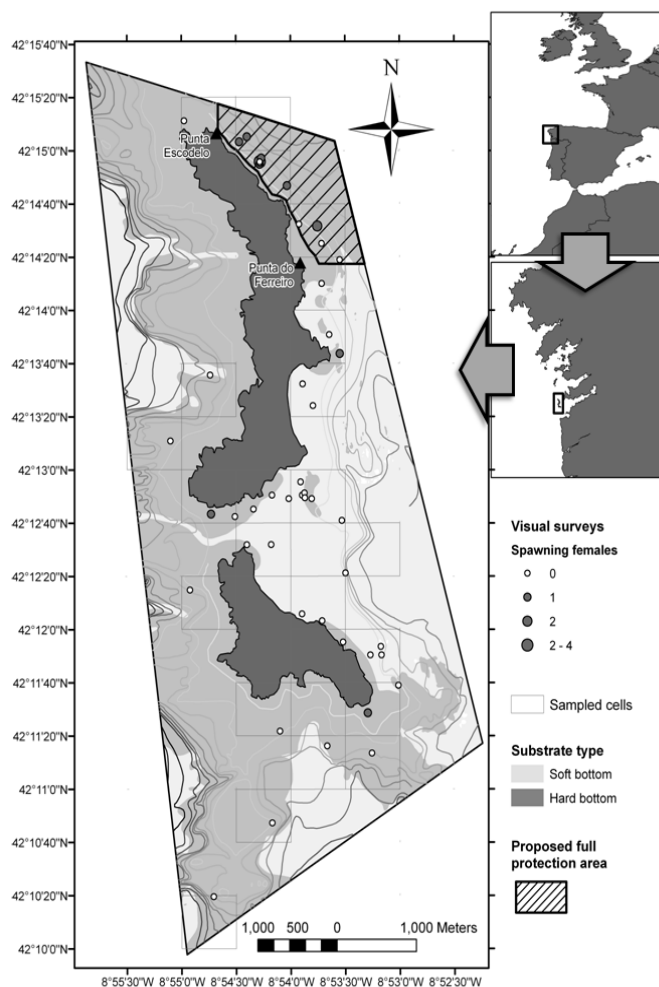 42°15'40"N
42°15'20"N
42°15'0"N
42°14'40"N
42°14'20"N
42°14'0"N
42°13'40"N
42°13'20"N
42°13'0"N
42°12'40"N
42°12'20"N
42°12'0"N
42°11'40"N
42°11'20"N
42°11'0"N
42°10'40"N
42°10'20"N
42°10'0"N
N
Punta
Escodelo
Punta do
Ferreiro
1,000 500 0 1,000 Meters
8°55'30"W 8°55'0"W 8°54'30"W 8°54'0"W 8°53'30"W 8°53'0"W 8°52'30"W
Visual surveys
Spawning females
0
1
2
2 - 4
Sampled cells
Substrate type
Soft bottom
Hard bottom
Proposed full
protection area